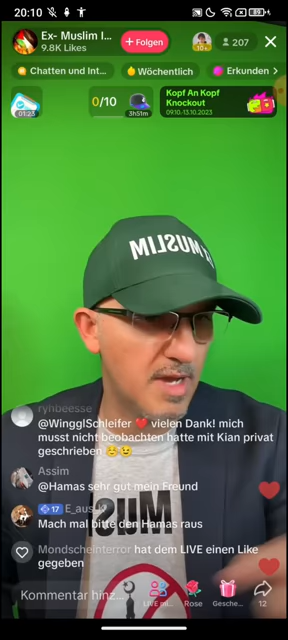 20:10
Ex- Muslim I...
9.8K Likes
+ Folgen
10+
207
Chatten und Int...
Wöchentlich
Erkunden >
01:23
0/10
3h51m
Kopf An Kopf
Knockout
09.10-13.10.2023
MUSLIM
MUSLIM
ryhbeesse
@WingglSchleifer ❤️ vielen Dank! mich
musst nicht beobachten hatte mit Kian privat
geschrieben
Assim
@Hamas sehr gut mein Freund
17
Mach mal bitte den Hamas raus
Mondscheinterror hat dem LIVE einen Like
gegeben
Kommentar hinz...
Rose
Gesche...
12